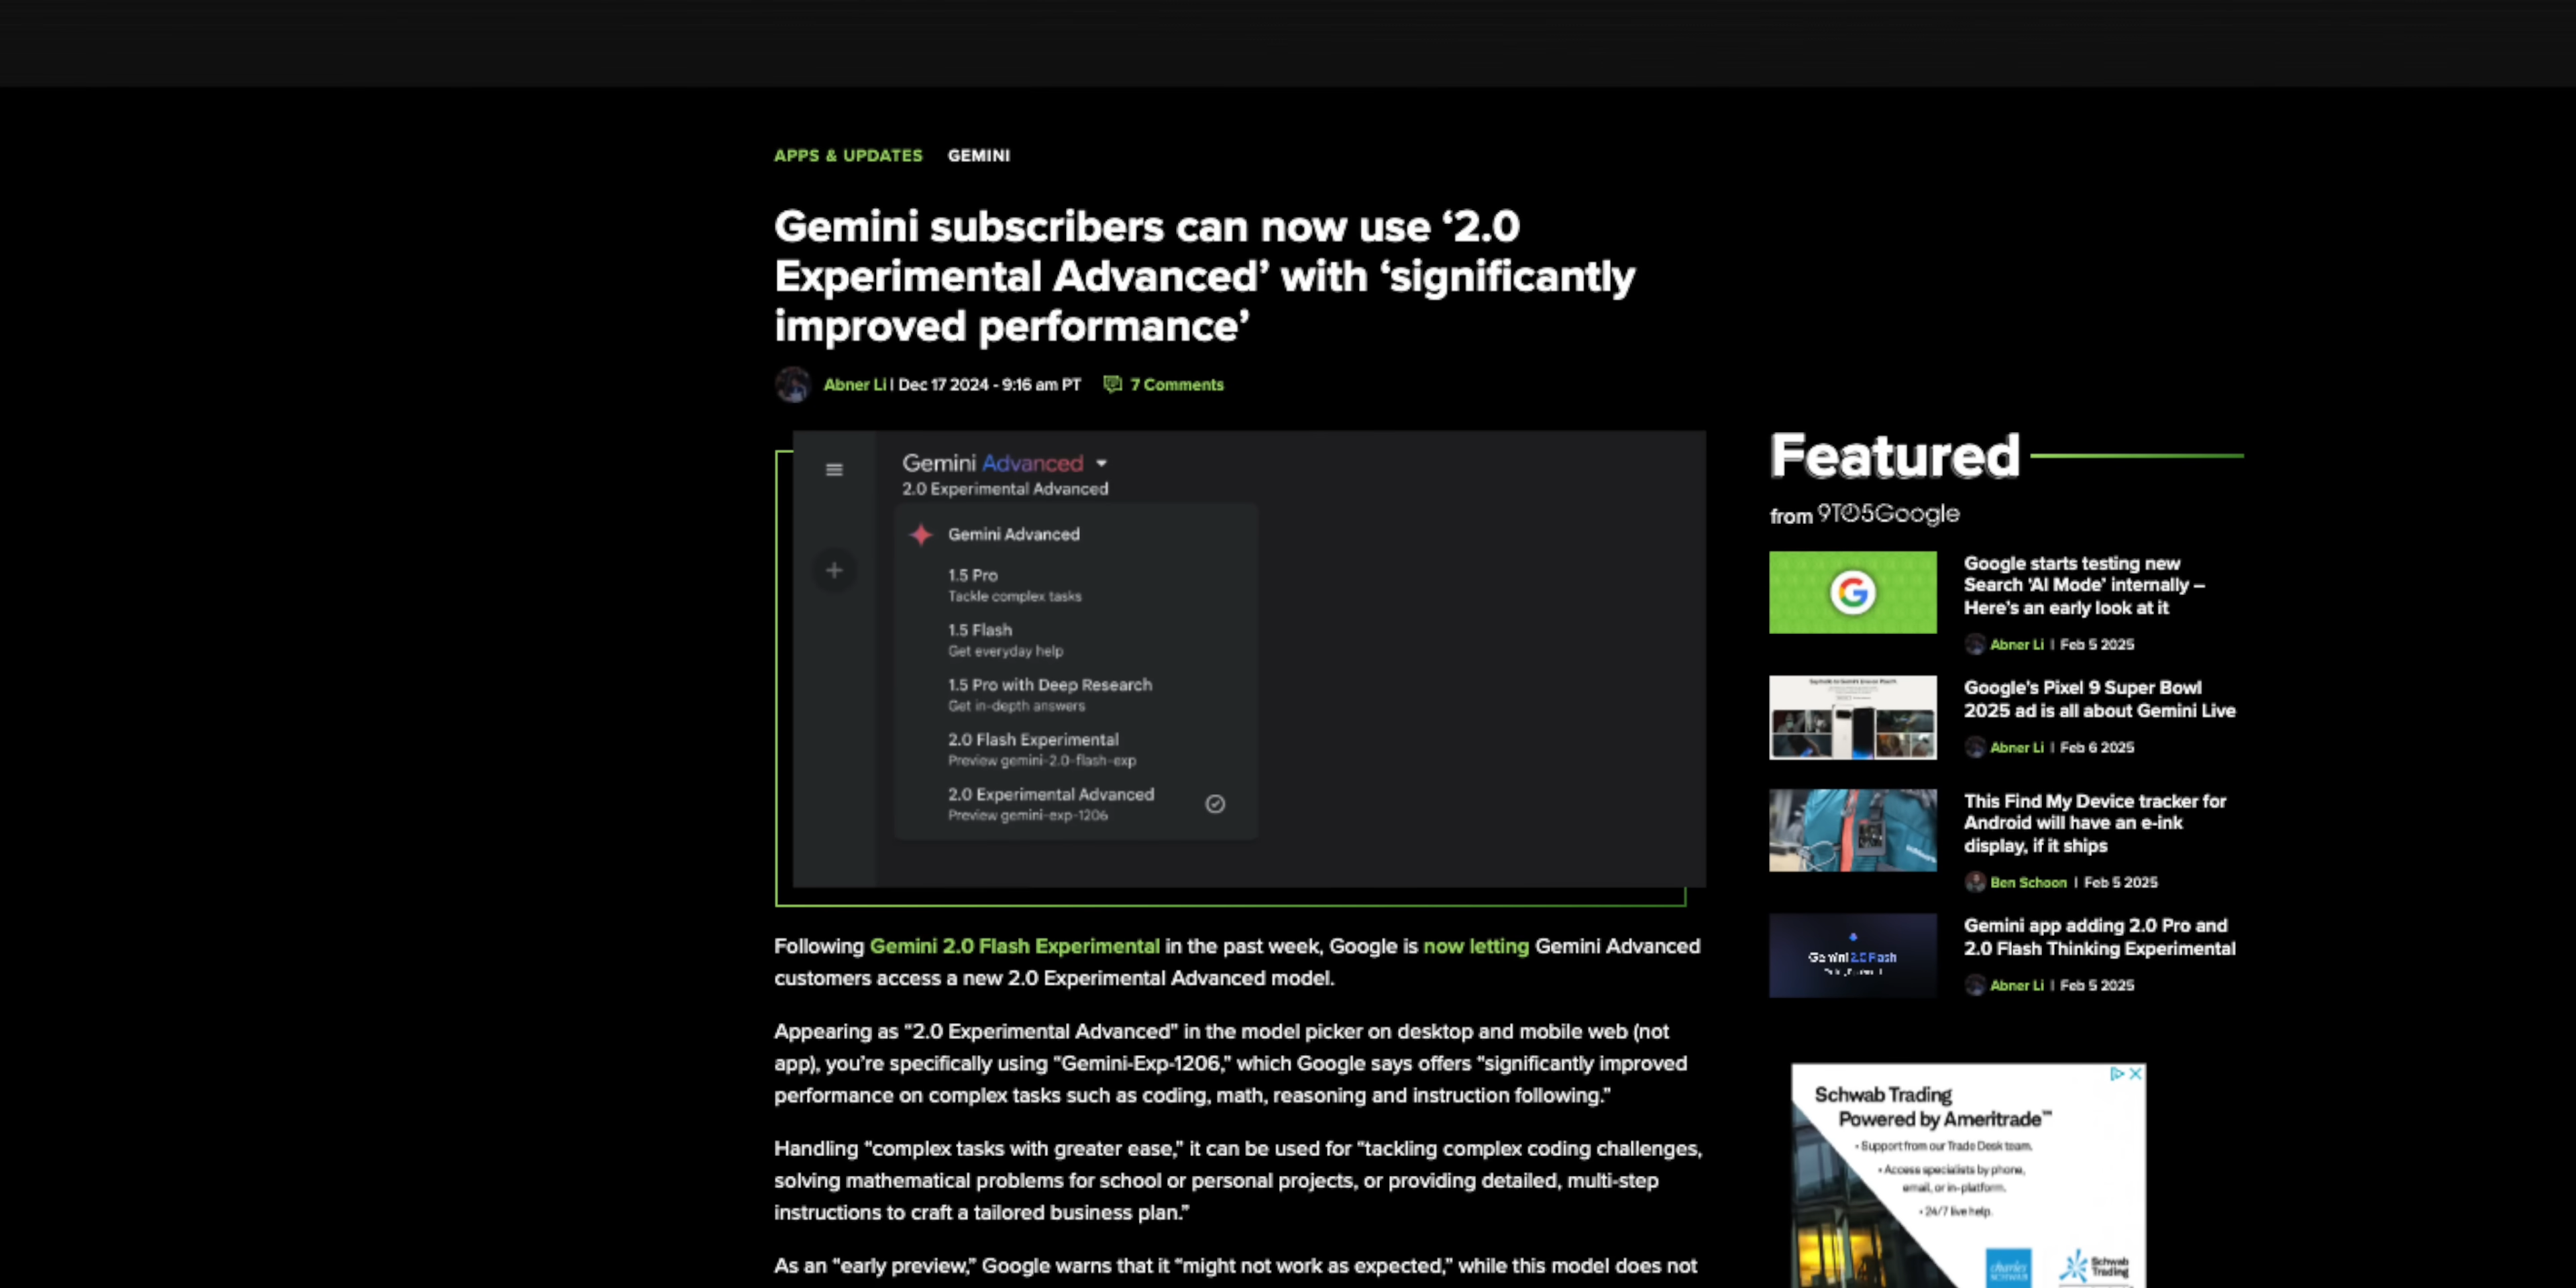 APPS & UPDATES GEMINI
Gemini subscribers can now use ‘2.0
Experimental Advanced’ with ‘significantly
improved performance’
Abner Li | Dec 17 2024 - 9:16 am PT 7 Comments
Gemini Advanced
2.0 Experimental Advanced
Gemini Advanced
1.5 Pro
Tackle complex tasks
1.5 Flash
Get everyday help
1.5 Pro with Deep Research
Get in-depth answers
2.0 Flash Experimental
Preview gemini-2.0-flash-exp
2.0 Experimental Advanced
Preview gemini-exp-1206
Following Gemini 2.0 Flash Experimental in the past week, Google is now letting Gemini Advanced
customers access a new 2.0 Experimental Advanced model.
Appearing as “2.0 Experimental Advanced” in the model picker on desktop and mobile web (not
app), you’re specifically using “Gemini-Exp-1206,” which Google says offers “significantly improved
performance on complex tasks such as coding, math, reasoning and instruction following.”
Handling “complex tasks with greater ease,” it can be used for “tackling complex coding challenges,
solving mathematical problems for school or personal projects, or providing detailed, multi-step
instructions to craft a tailored business plan.”
As an “early preview,” Google warns that it “might not work as expected,” while this model does not
Featured
from 9TO5Google
Google starts testing new
Search ‘AI Mode’ internally –
Here’s an early look at it
Abner Li | Feb 5 2025
Google’s Pixel 9 Super Bowl
2025 ad is all about Gemini Live
Abner Li | Feb 6 2025
This Find My Device tracker for
Android will have an e-ink
display, if it ships
Ben Schoon | Feb 5 2025
Gemini 2.0 Flash
Gemini app adding 2.0 Pro and
2.0 Flash Thinking Experimental
Abner Li | Feb 5 2025
Schwab Trading
Powered by Ameritrade™
• Support from our Trade Desk team.
• Access specialists by phone,
email, or in-platform.
• 24/7 live help.
charles
SCHWAB
Schwab
Trading